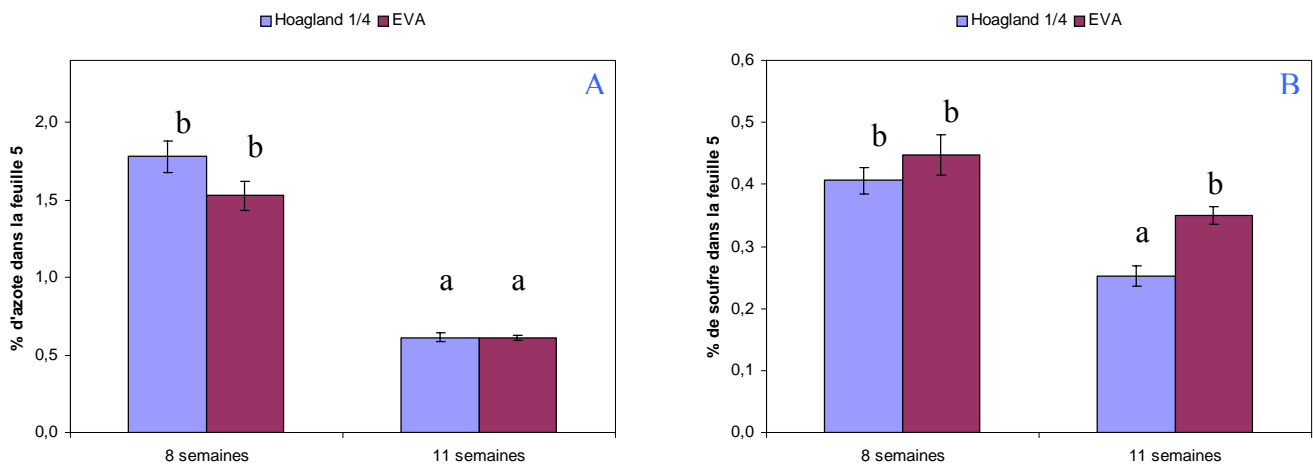 Hoagland 1/4 EVA
A
% d'azote dans la feuille 5
2,0
1,5
1,0
0,5
0,0
b
b
a
a
8 semaines 11 semaines
Hoagland 1/4 EVA
B
% de soufre dans la feuille 5
0,6
0,5
0,4
0,3
0,2
0,1
0,0
b
b
a
b
8 semaines 11 semaines